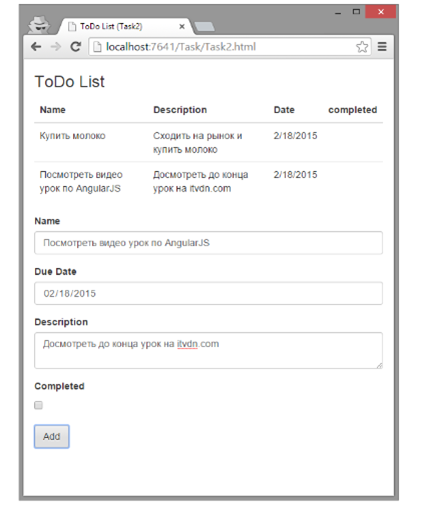 ToDo List (Task2)
localhost:7641/Task/Task2.html
ToDo List
Name Description Date completed
Купить молоко Сходить на рынок и 2/18/2015
купить молоко
Посмотреть видео Досмотреть до конца 2/18/2015
урок по AngularJS урок на itvdn.com
Name
Посмотреть видео урок по AngularJS
Due Date
02/18/2015
Description
Досмотреть до конца урок на itvdn.com
Completed
Add